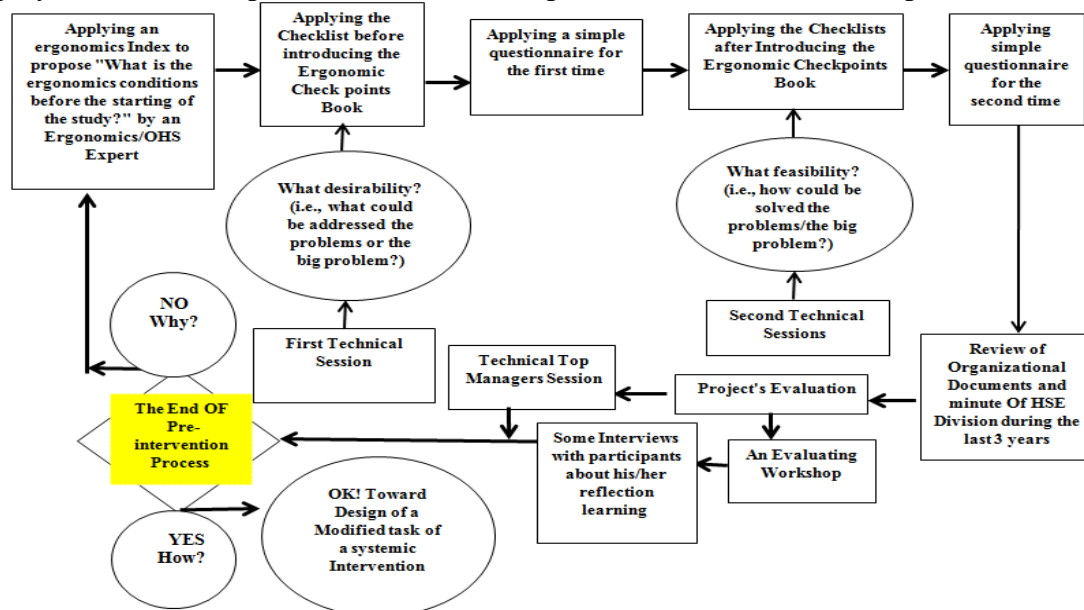 Applying an
ergonomics Index to
propose "What is the
ergonomics conditions
before the starting of
the study?" by an
Ergonomics/OHS
Expert
Applying the
Checklist before
introducing the
Ergonomic
Check points
Book
Applying a simple
questionnaire for
the first time
Applying the Checklists
after Introducing the
Ergonomic Checkpoints
Book
Applying
simple
questionnaire
for the
second time
What desirability?
(i.e., what could
be addressed the
problems or the
big problem?)
What feasibility?
(i.e., how could be
solved the
problems/the big
problem?)
NO
Why?
First Technical
Session
Second Technical
Sessions
Technical Top
Managers Session
Project's Evaluation
Review of
Organizational
Documents and
minute Of HSE
Division during the
last 3 years
The End OF
Pre-
intervention
Process
Some Interviews
with participants
about his/her
reflection
learning
An Evaluating
Workshop
OK! Toward
Design of a
Modified task of
a systemic
Intervention
YES
How?